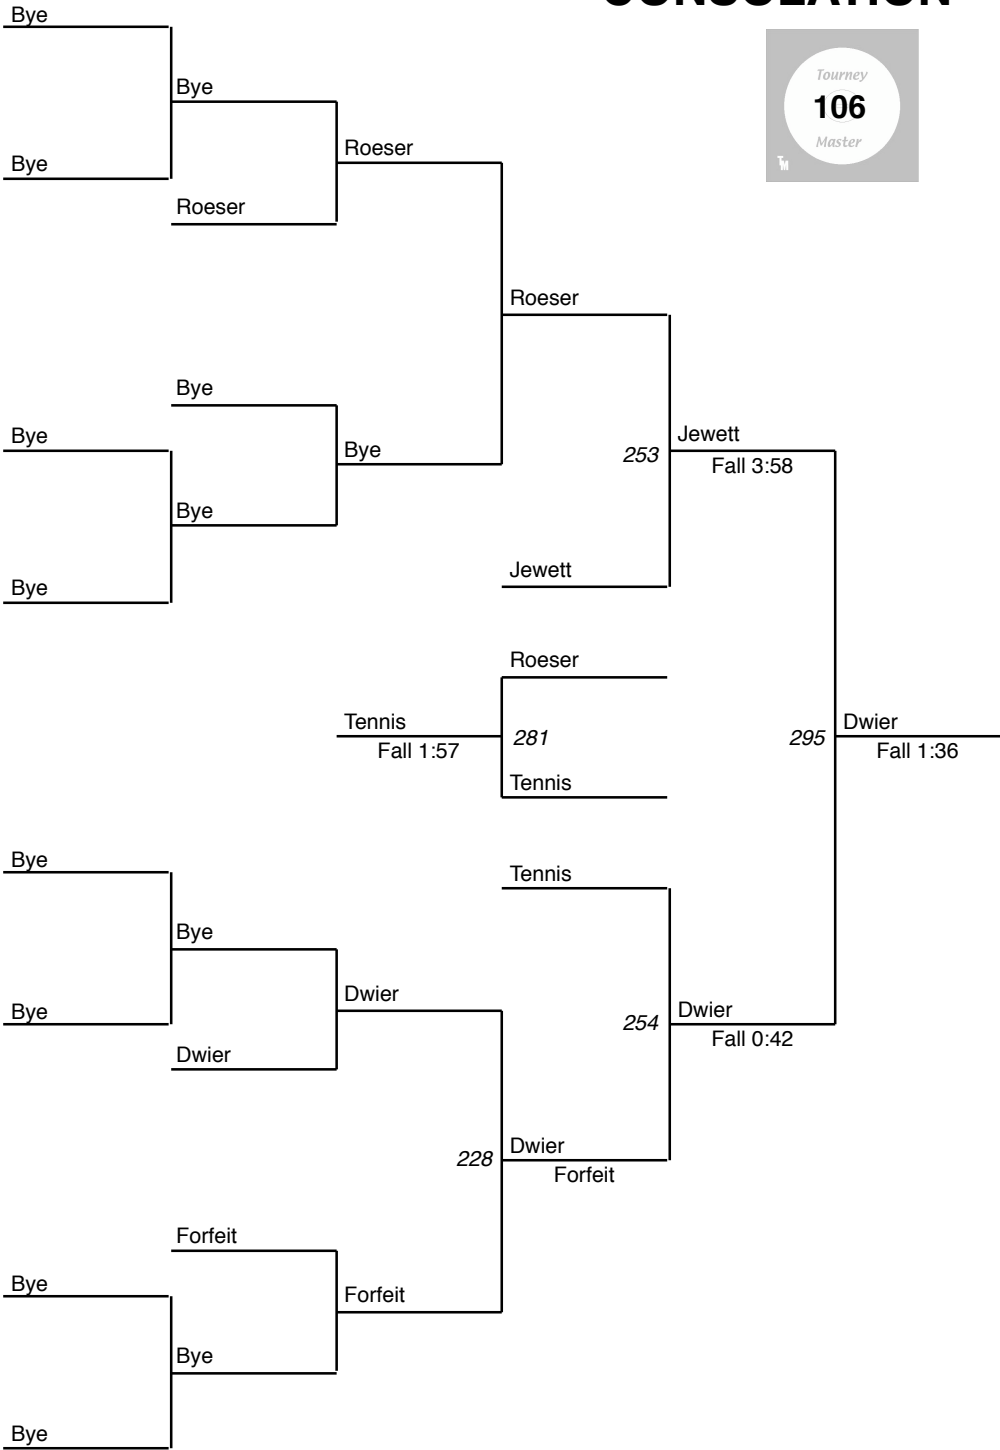 CONSOLATION
Bye
Tourney
106
Master
TM
Bye
Roeser
Bye
Roeser
Roeser
Bye
Bye
Bye
253
Jewett
Fall 3:58
Bye
Jewett
Bye
Roeser
Tennis
Fall 1:57
281
295
Dwier
Fall 1:36
Tennis
Bye
Tennis
Bye
Dwier
Bye
254
Dwier
Fall 0:42
Dwier
228
Dwier
Forfeit
Forfeit
Bye
Forfeit
Bye
Bye